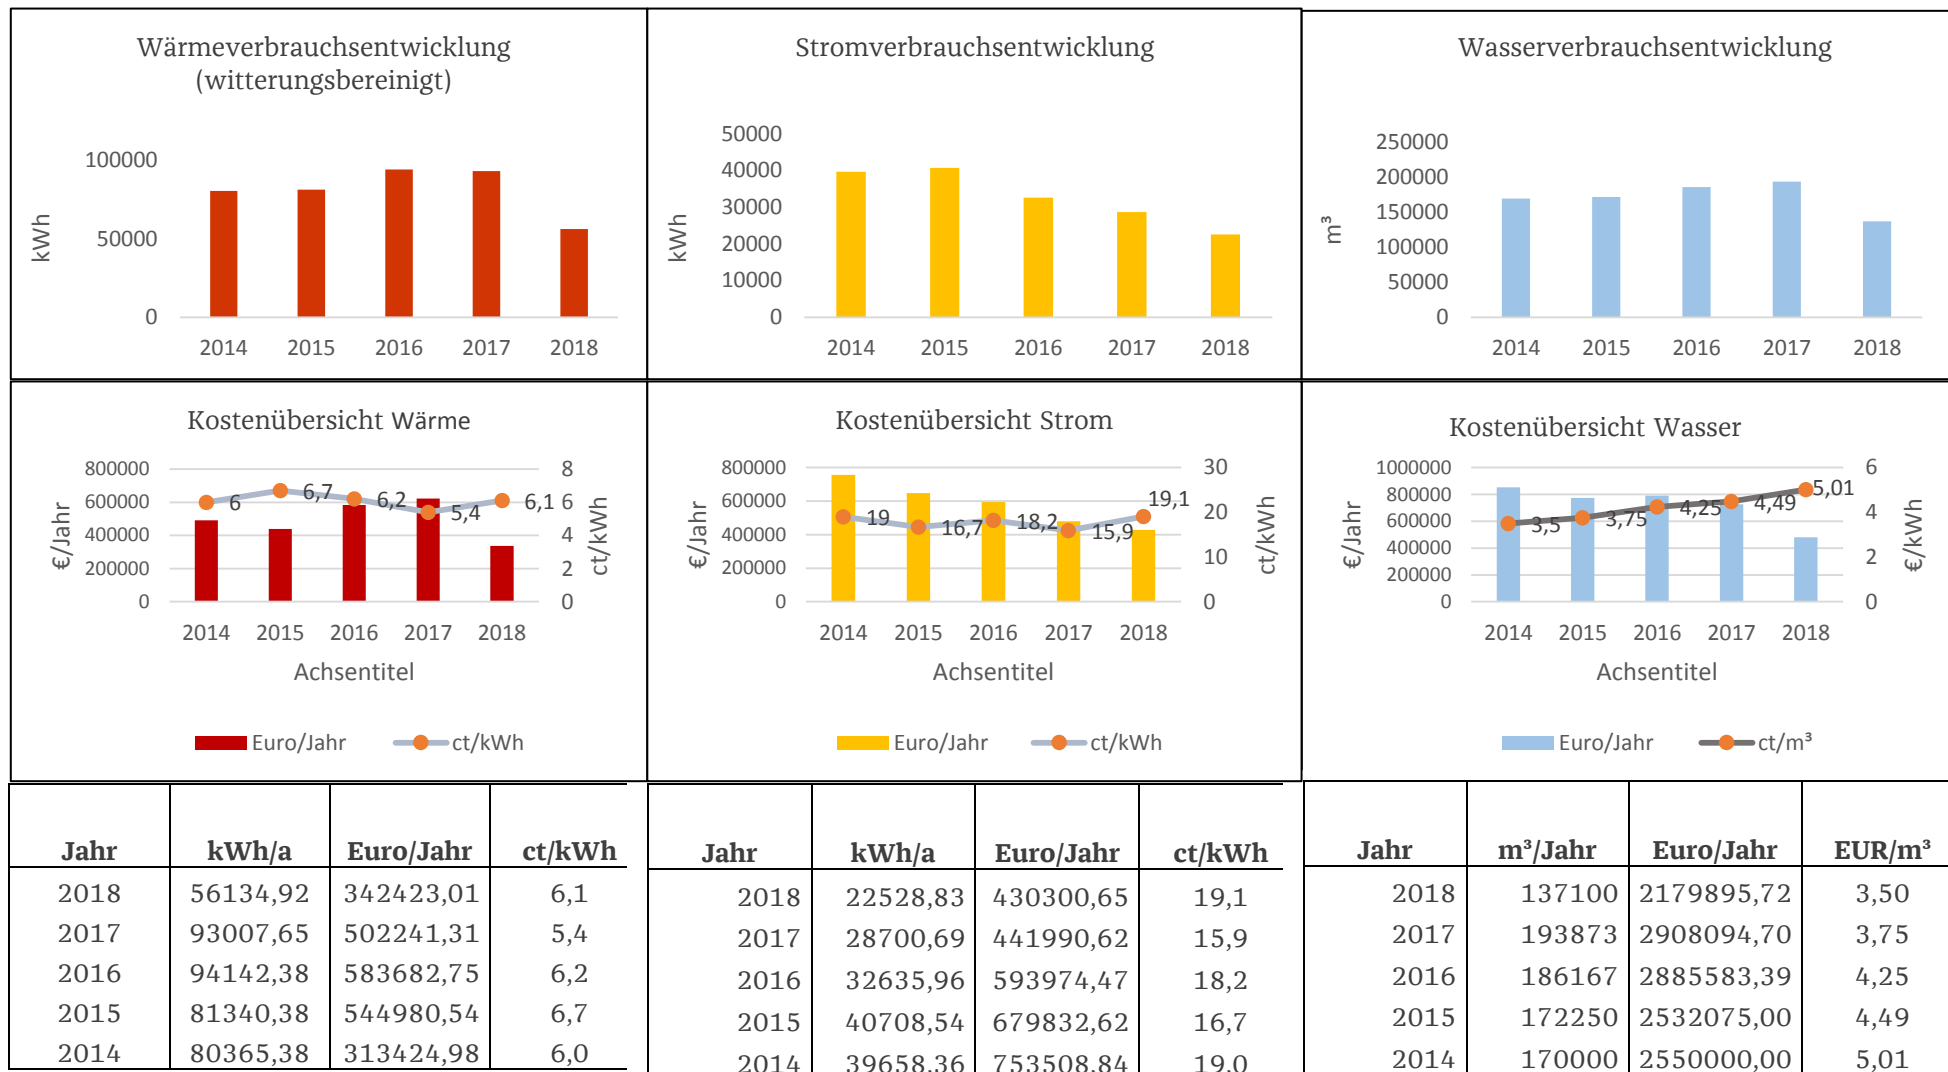 Wärmeverbrauchsentwicklung
(witterungsbereinigt)
100000
50000
0
kWh
2014 2015 2016 2017 2018
Stromverbrauchsentwicklung
50000
40000
30000
20000
10000
0
kWh
2014 2015 2016 2017 2018
Wasserverbrauchsentwicklung
250000
200000
150000
100000
50000
0
m³
2014 2015 2016 2017 2018
Kostenübersicht Wärme
800000
600000
400000
200000
0
€/Jahr
6 6,7 6,2 5,4 6,1
8
6
4
2
0
ct/kWh
2014 2015 2016 2017 2018
Achsentitel
Euro/Jahr ct/kWh
Kostenübersicht Strom
800000
600000
400000
200000
0
€/Jahr
19 16,7 18,2 15,9 19,1
30
20
10
0
ct/kWh
2014 2015 2016 2017 2018
Achsentitel
Euro/Jahr ct/kWh
Kostenübersicht Wasser
1000000
800000
600000
400000
200000
0
€/Jahr
3,5 3,75 4,25 4,49 5,01
6
4
2
0
€/kWh
2014 2015 2016 2017 2018
Achsentitel
Euro/Jahr ct/m³
Jahr kWh/a Euro/Jahr ct/kWh
2018 56134,92 342423,01 6,1
2017 93007,65 502241,31 5,4
2016 94142,38 583682,75 6,2
2015 81340,38 544980,54 6,7
2014 80365,38 313424,98 6,0
Jahr kWh/a Euro/Jahr ct/kWh
2018 22528,83 430300,65 19,1
2017 28700,69 441990,62 15,9
2016 32635,96 593974,47 18,2
2015 40708,54 679832,62 16,7
2014 39658,36 753508,84 19,0
Jahr m³/Jahr Euro/Jahr EUR/m³
2018 137100 2179895,72 3,50
2017 193873 2908094,70 3,75
2016 186167 2885583,39 4,25
2015 172250 2532075,00 4,49
2014 170000 2550000,00 5,01